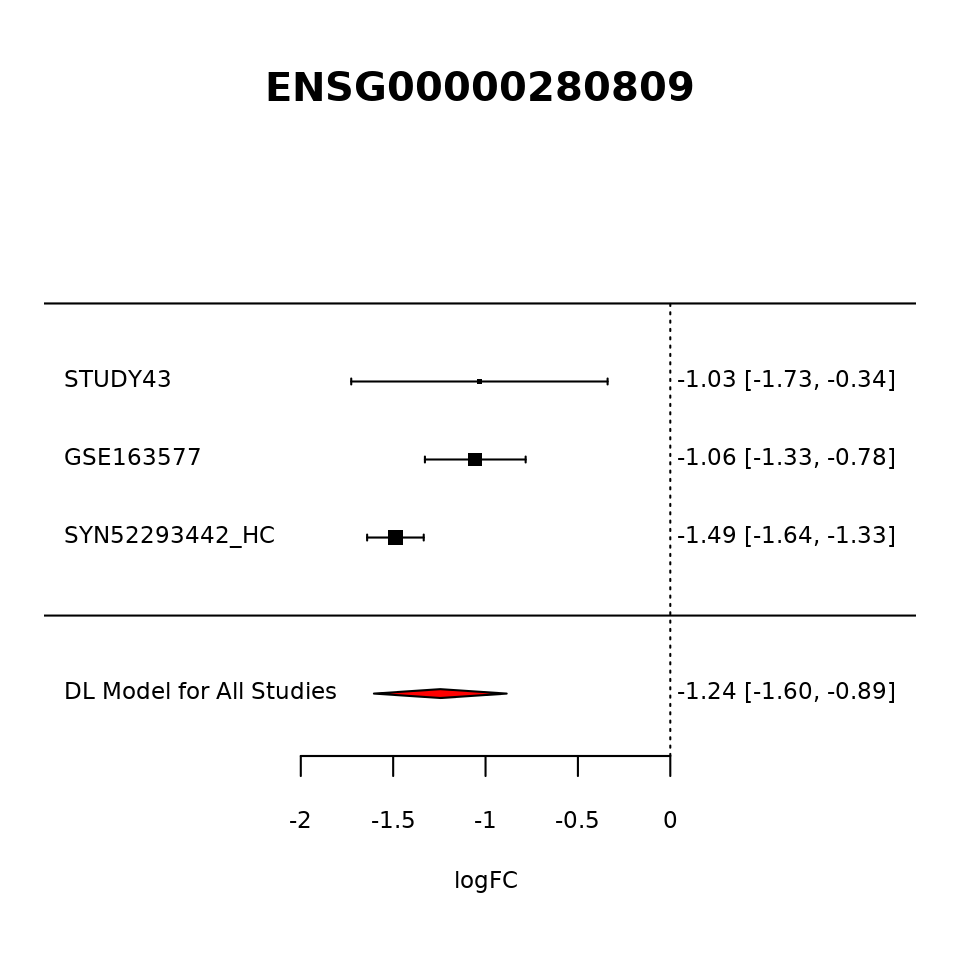 ENSG00000280809
STUDY43 -1.03 [-1.73, -0.34]
GSE163577 -1.06 [-1.33, -0.78]
SYN52293442_HC -1.49 [-1.64, -1.33]
DL Model for All Studies -1.24 [-1.60, -0.89]
-2 -1.5 -1 -0.5 0
logFC